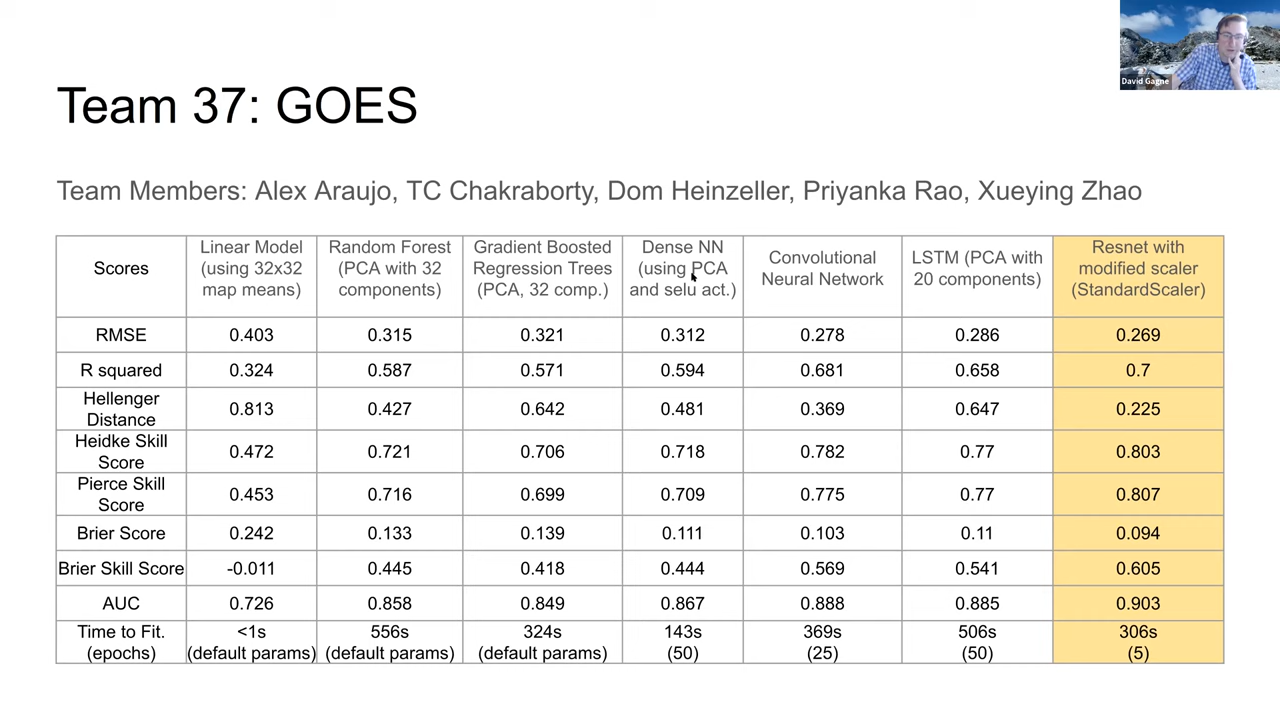 David Gagne
Team 37: GOES
Team Members: Alex Araujo, TC Chakraborty, Dom Heinzeller, Priyanka Rao, Xueying Zhao
Scores
Linear Model
(using 32x32
map means)
Random Forest
(PCA with 32
components)
Gradient Boosted
Regression Trees
(PCA, 32 comp.)
Dense NN
(using PCA
and selu act.)
Convolutional
Neural Network
LSTM (PCA with
20 components)
Resnet with
modified scaler
(StandardScaler)
RMSE 0.403 0.315 0.321 0.312 0.278 0.286 0.269
R squared 0.324 0.587 0.571 0.594 0.681 0.658 0.7
Hellenger
Distance
0.813 0.427 0.642 0.481 0.369 0.647 0.225
Heidke Skill
Score
0.472 0.721 0.706 0.718 0.782 0.77 0.803
Pierce Skill
Score
0.453 0.716 0.699 0.709 0.775 0.77 0.807
Brier Score 0.242 0.133 0.139 0.111 0.103 0.11 0.094
Brier Skill Score -0.011 0.445 0.418 0.444 0.569 0.541 0.605
AUC 0.726 0.858 0.849 0.867 0.888 0.885 0.903
Time to Fit.
(epochs)
<1s
(default params)
556s
(default params)
324s
(default params)
143s
(50)
369s
(25)
506s
(50)
306s
(5)